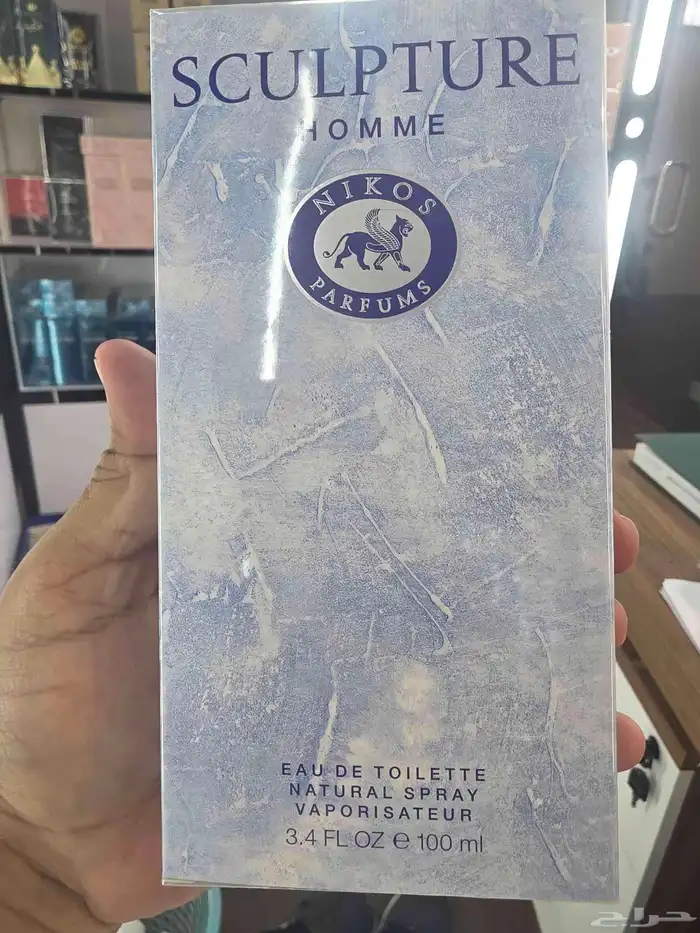 SCULPTURE
HOMME
NIKOS
PARFUMS
EAU DE TOILETTE
NATURAL SPRAY
VAPORISATEUR
3.4 FL OZ e 100 ml
حراج